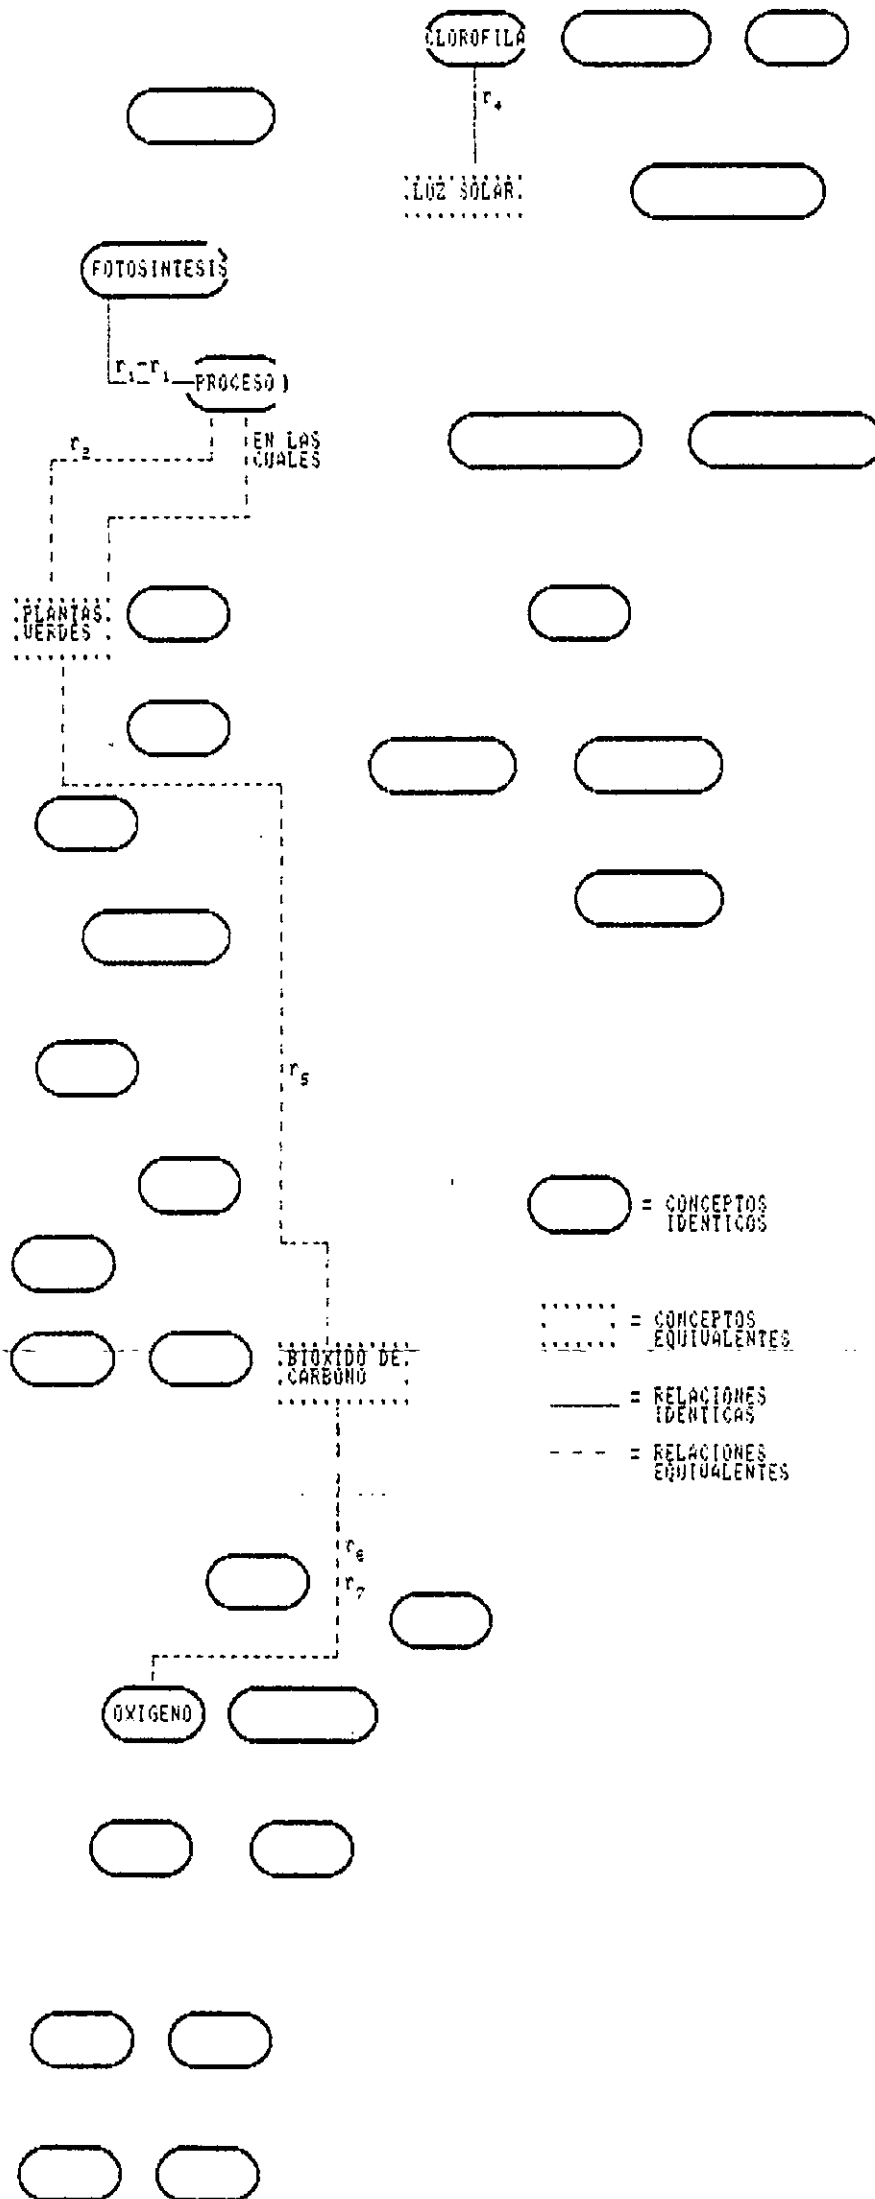 CLOROFILA
r₄
LUZ SOLAR
FOTOSINTESIS
r₁-r₁
PROCESO
r₂
EN LAS
CUALES
PLANTAS
VERDES
r₅
= CONCEPTOS
IDENTICOS
= CONCEPTOS
EQUIVALENTES
BIOXIDO DE
CARBONO
= RELACIONES
IDENTICAS
= RELACIONES
EQUIVALENTES
r₆
r₇
OXIGENO